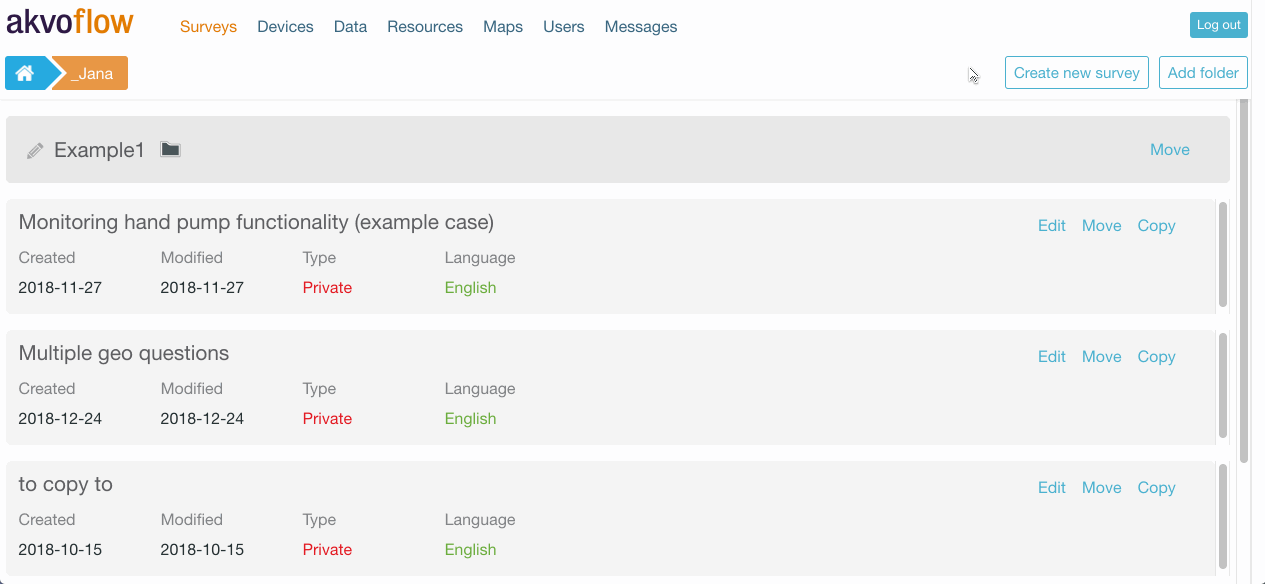 akvoflow Surveys Devices Data Resources Maps Users Messages Log out
_Jana Create new survey Add folder
Example1 Move
Monitoring hand pump functionality (example case) Edit Move Copy
Created Modified Type Language
2018-11-27 2018-11-27 Private English
Multiple geo questions Edit Move Copy
Created Modified Type Language
2018-12-24 2018-12-24 Private English
to copy to Edit Move Copy
Created Modified Type Language
2018-10-15 2018-10-15 Private English